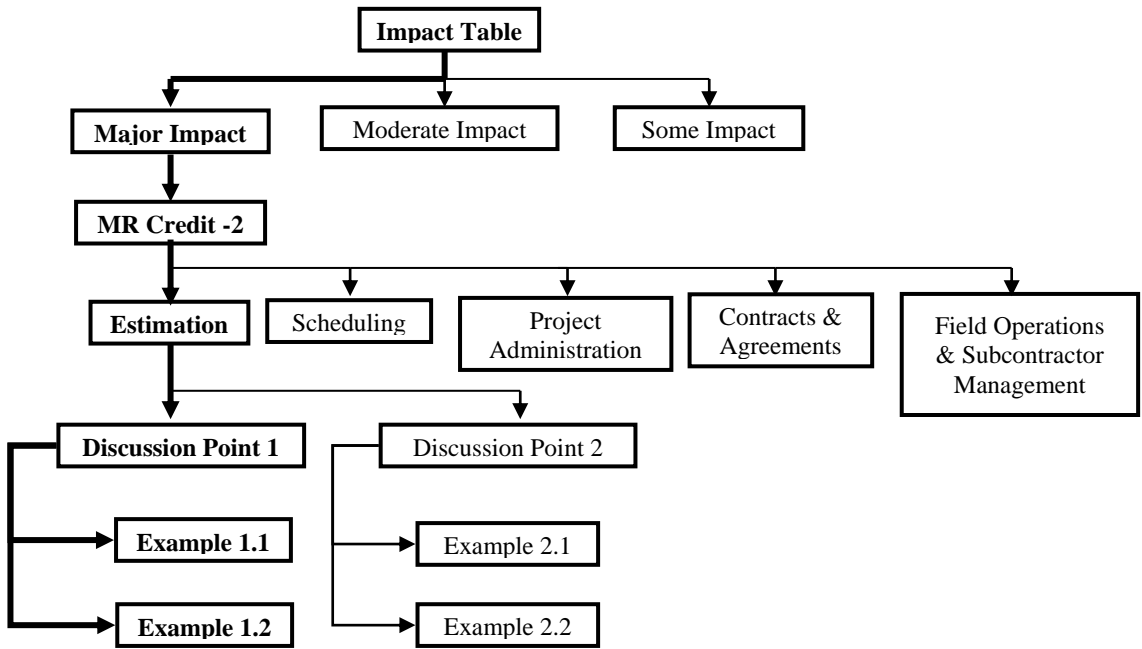 Impact Table
Major Impact
Moderate Impact
Some Impact
MR Credit -2
Estimation
Scheduling
Project
Administration
Contracts &
Agreements
Field Operations
& Subcontractor
Management
Discussion Point 1
Discussion Point 2
Example 1.1
Example 2.1
Example 1.2
Example 2.2